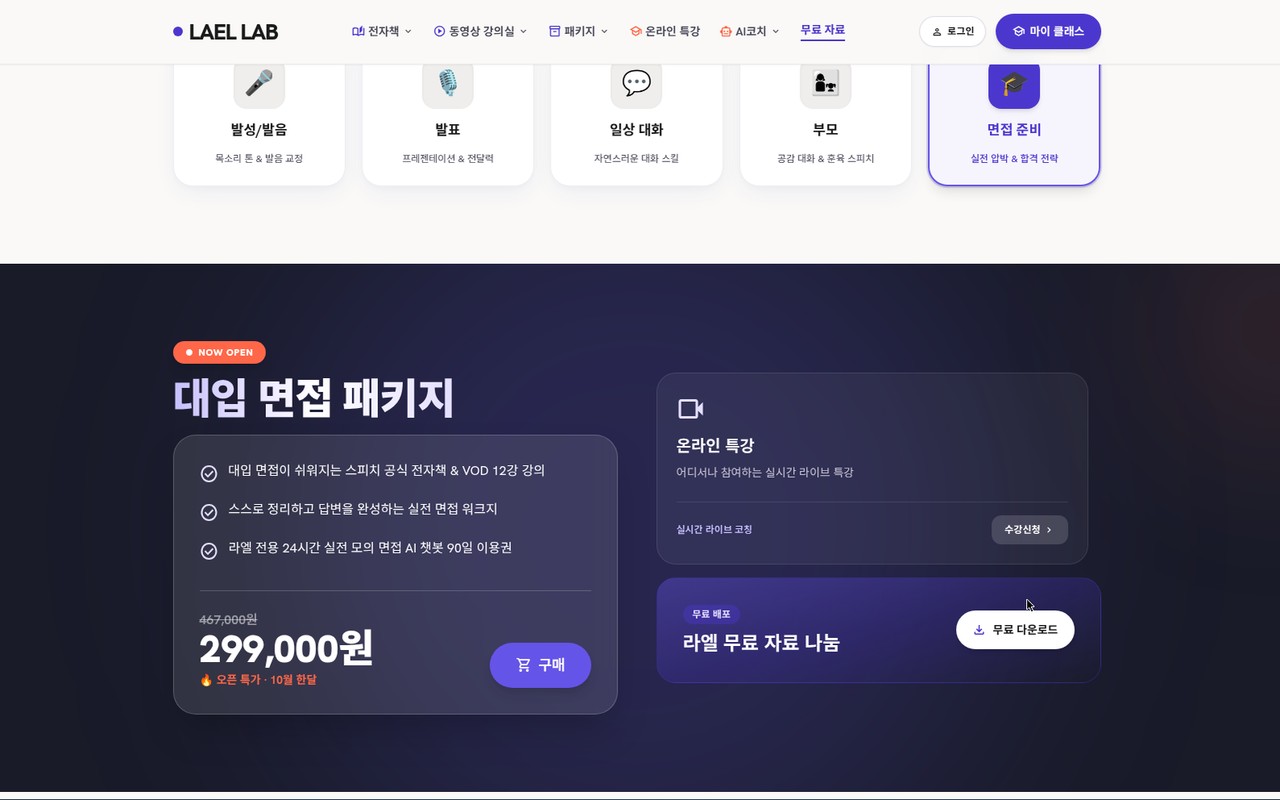 LAEL LAB
전자책
동영상 강의실
패키지
온라인 특강
AI코치
무료 자료
로그인
마이 클래스
발성/발음
목소리 톤 & 발음 교정
발표
프레젠테이션 & 전달력
일상 대화
자연스러운 대화 스킬
부모
공감 대화 & 훈육 스피치
면접 준비
실전 압박 & 합격 전략
NOW OPEN
대입 면접 패키지
대입 면접이 쉬워지는 스피치 공식 전자책 & VOD 12강 강의
스스로 정리하고 답변을 완성하는 실전 면접 워크지
라엘 전용 24시간 실전 모의 면접 AI 챗봇 90일 이용권
467,000원
299,000원
🔥 오픈 특가 · 10월 한달
구매
온라인 특강
어디서나 참여하는 실시간 라이브 특강
실시간 라이브 코칭
수강신청
무료 배포
라엘 무료 자료 나눔
무료 다운로드